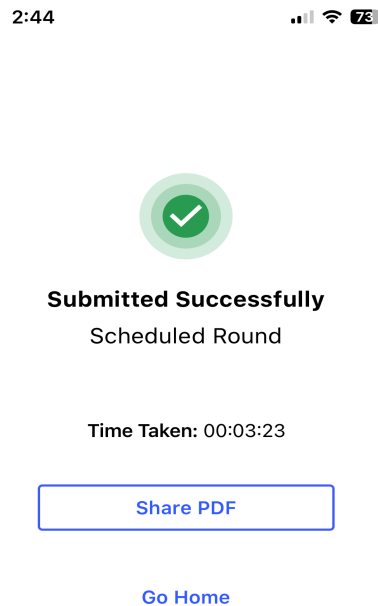 2:44
73
Submitted Successfully
Scheduled Round
Time Taken: 00:03:23
Share PDF
Go Home